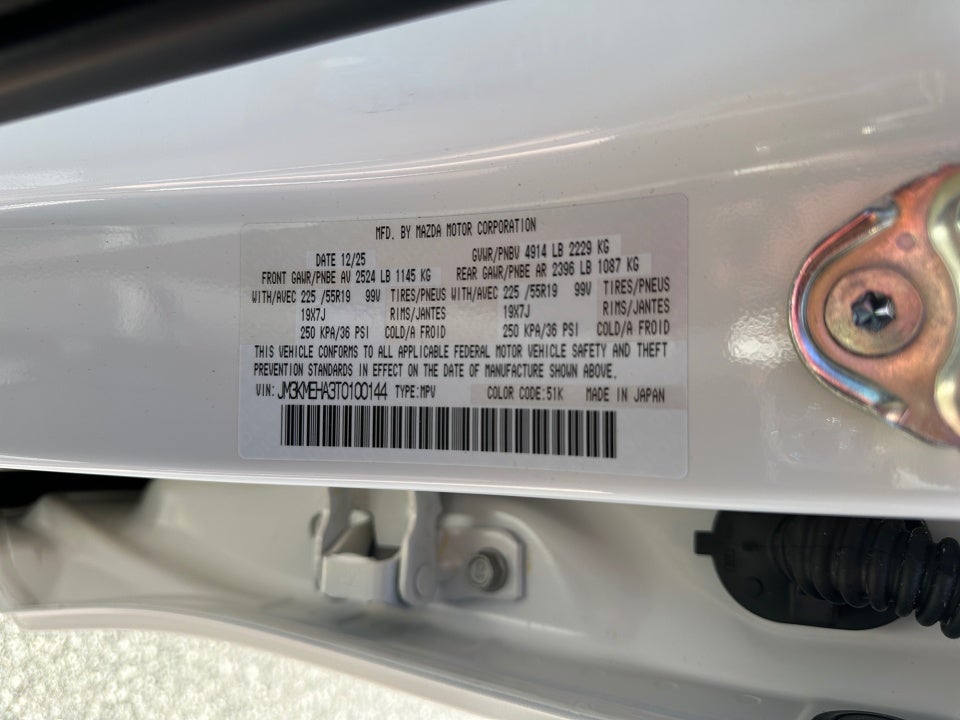 MFD. BY MAZDA MOTOR CORPORATION
DATE 12/25 GVWR/PNBV 4914 LB 2229 KG
FRONT GAWR/PNBE AV 2524 LB 1145 KG REAR GAWR/PNBE AR 2396 LB 1087 KG
WITH/AVEC 225 /55R19 99V TIRES/PNEUS WITH/AVEC 225 /55R19 99V TIRES/PNEUS
19X7J RIMS/JANTES 19X7J RIMS/JANTES
250 KPA/36 PSI COLD/A FROID 250 KPA/36 PSI COLD/A FROID
THIS VEHICLE CONFORMS TO ALL APPLICABLE FEDERAL MOTOR VEHICLE SAFETY AND THEFT
PREVENTION STANDARDS IN EFFECT ON THE DATE OF MANUFACTURE SHOWN ABOVE.
VIN: JM3KMEHA3T0100144 TYPE:MPV COLOR CODE:51K MADE IN JAPAN